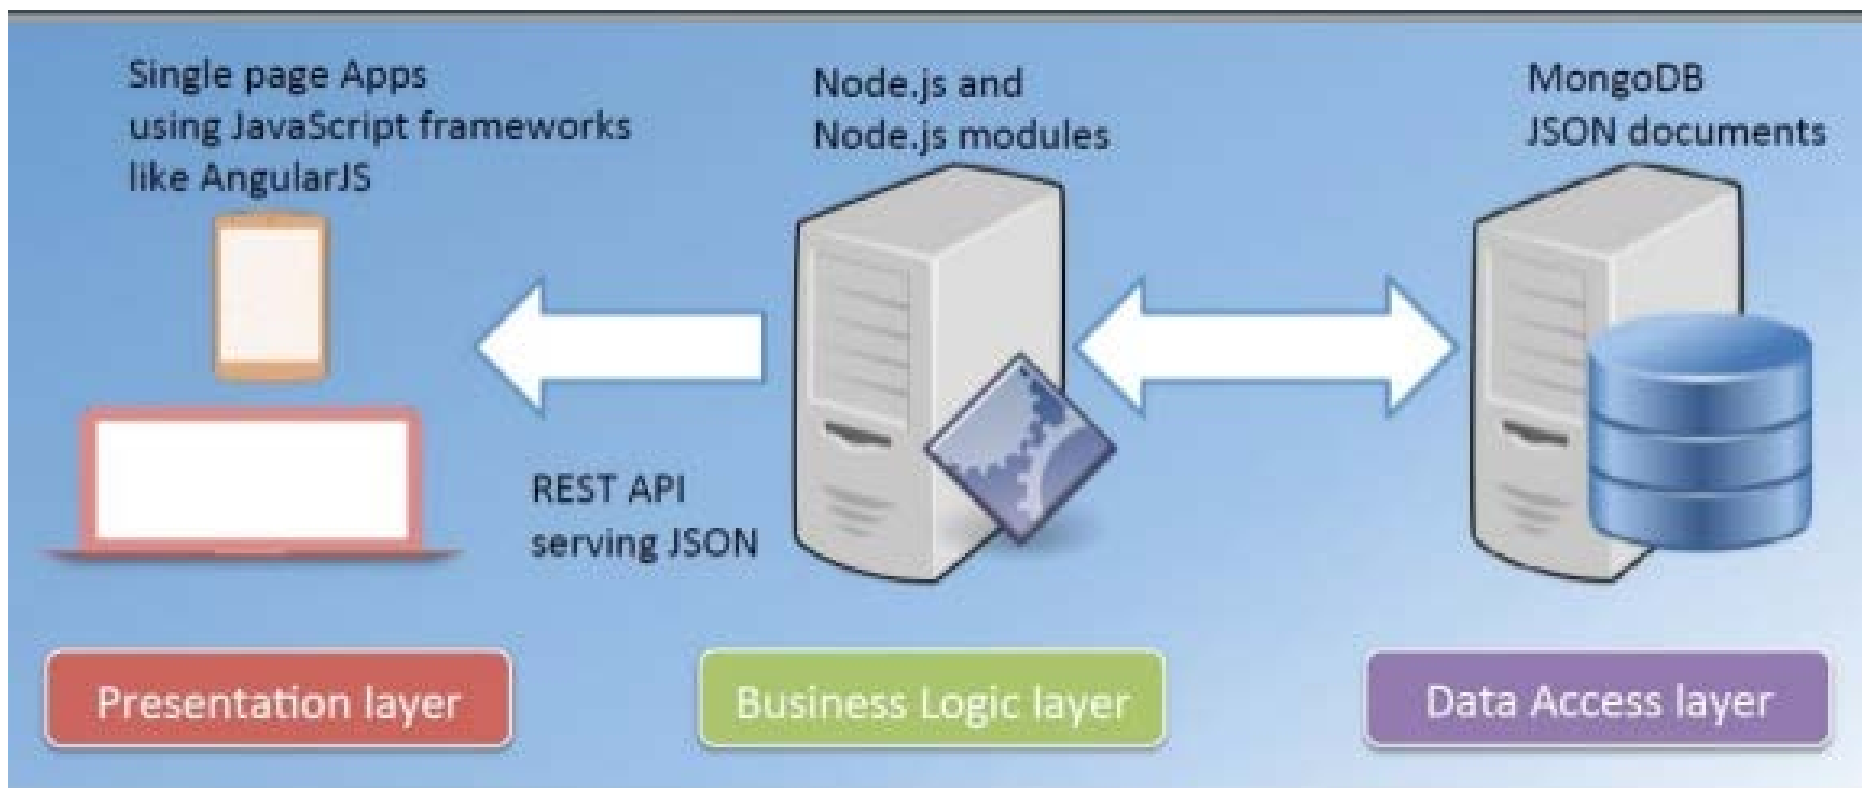 Single page Apps
using JavaScript frameworks
like AngularJS
Node.js and
Node.js modules
MongoDB
JSON documents
REST API
serving JSON
Presentation layer
Business Logic layer
Data Access layer